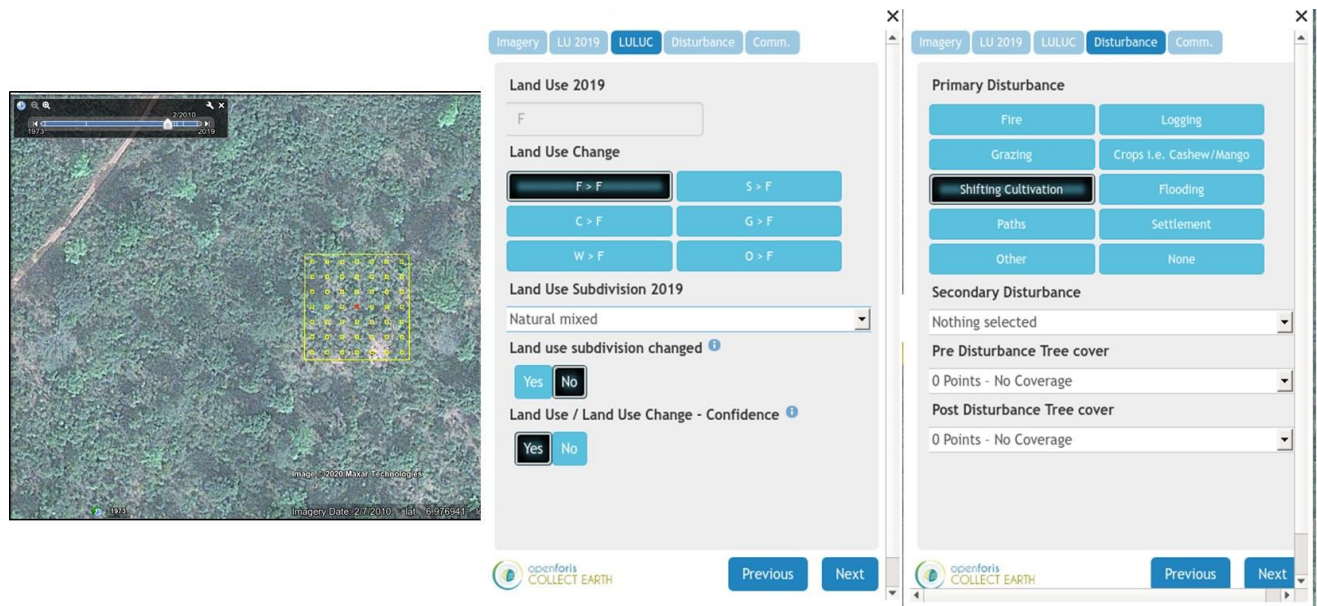 2/2010
1973
2019
Image © 2020 Maxar Technologies
1973
Imagery Date: 2/7/2010 lat 6.976941
Imagery LU 2019 LULUC Disturbance Comm.
Land Use 2019
F
Land Use Change
F > F S > F
C > F G > F
W > F O > F
Land Use Subdivision 2019
Natural mixed
Land use subdivision changed
Yes No
Land Use / Land Use Change - Confidence
Yes No
openforis
COLLECT EARTH
Previous Next
Imagery LU 2019 LULUC Disturbance Comm.
Primary Disturbance
Fire Logging
Grazing Crops i.e. Cashew/Mango
Shifting Cultivation Flooding
Paths Settlement
Other None
Secondary Disturbance
Nothing selected
Pre Disturbance Tree cover
0 Points - No Coverage
Post Disturbance Tree cover
0 Points - No Coverage
openforis
COLLECT EARTH
Previous Next